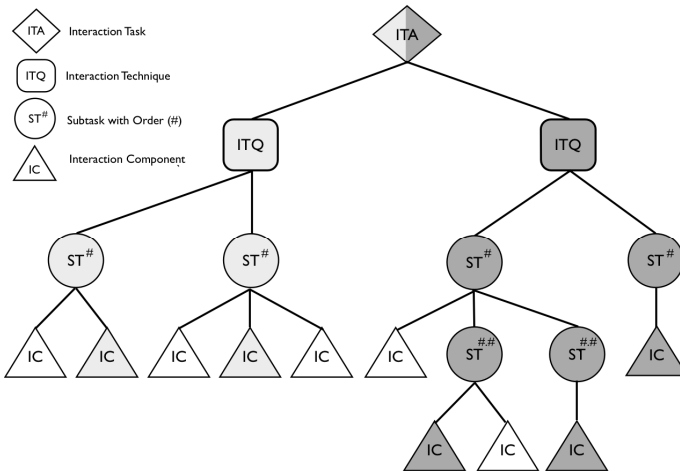 ITA Interaction Task
ITA
ITQ Interaction Technique
ST# Subtask with Order (#)
IC Interaction Component
ITQ ITQ
ST# ST# ST# ST#
IC IC IC IC IC IC ST#.# ST#.# IC
IC IC IC